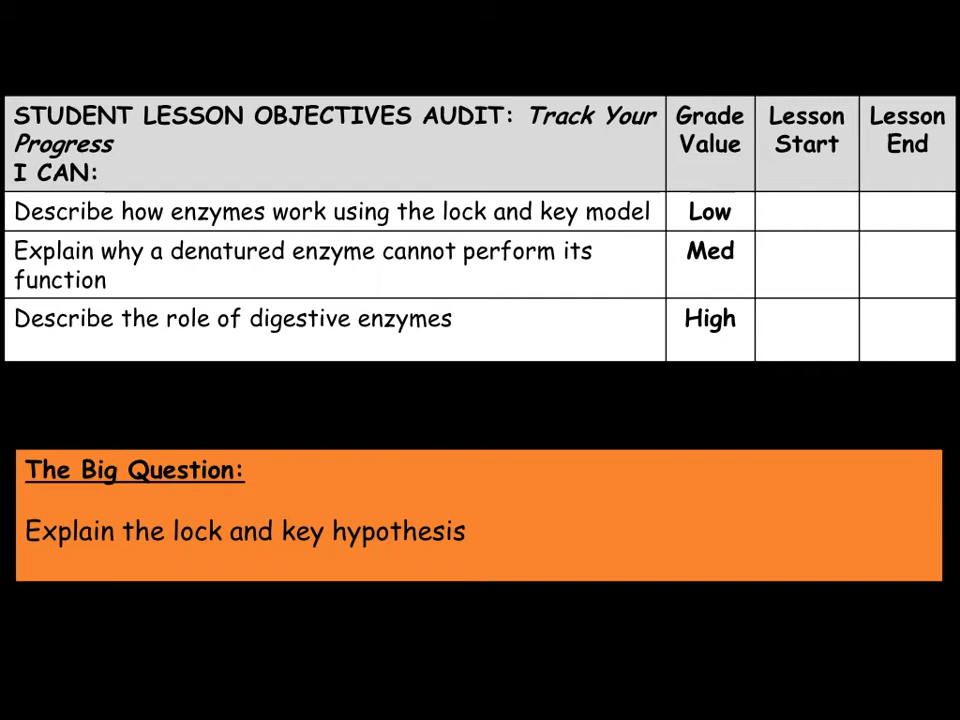 STUDENT LESSON OBJECTIVES AUDIT: Track Your
Progress
I CAN:
Grade
Value
Lesson
Start
Lesson
End
Describe how enzymes work using the lock and key model
Low
Explain why a denatured enzyme cannot perform its
function
Med
Describe the role of digestive enzymes
High
The Big Question:
Explain the lock and key hypothesis